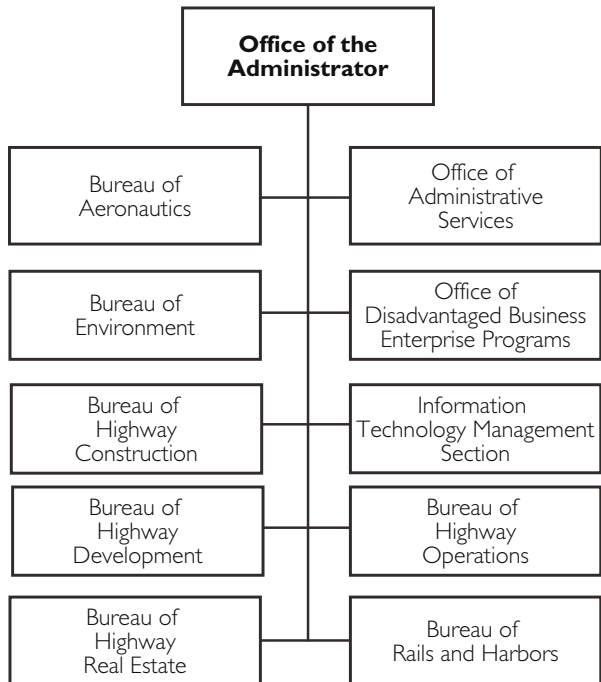 Office of the
Administrator
Bureau of
Aeronautics
Office of
Administrative
Services
Bureau of
Environment
Office of
Disadvantaged Business
Enterprise Programs
Bureau of
Highway
Construction
Information
Technology Management
Section
Bureau of
Highway
Development
Bureau of
Highway
Operations
Bureau of
Highway
Real Estate
Bureau of
Rails and Harbors